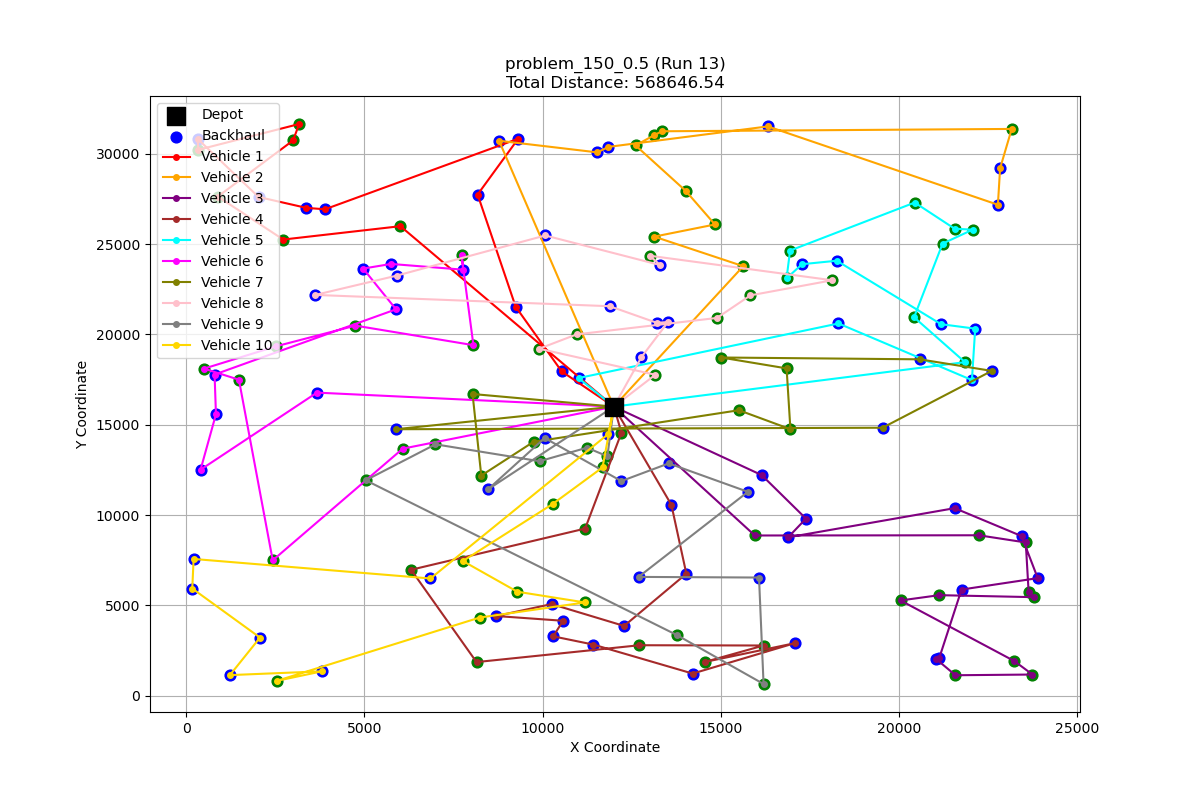 problem_150_0.5 (Run 13)
Total Distance: 568646.54
Depot
Backhaul
Vehicle 1
Vehicle 2
Vehicle 3
Vehicle 4
Vehicle 5
Vehicle 6
Vehicle 7
Vehicle 8
Vehicle 9
Vehicle 10
30000
25000
20000
15000
10000
5000
0
Y Coordinate
0 5000 10000 15000 20000 25000
X Coordinate